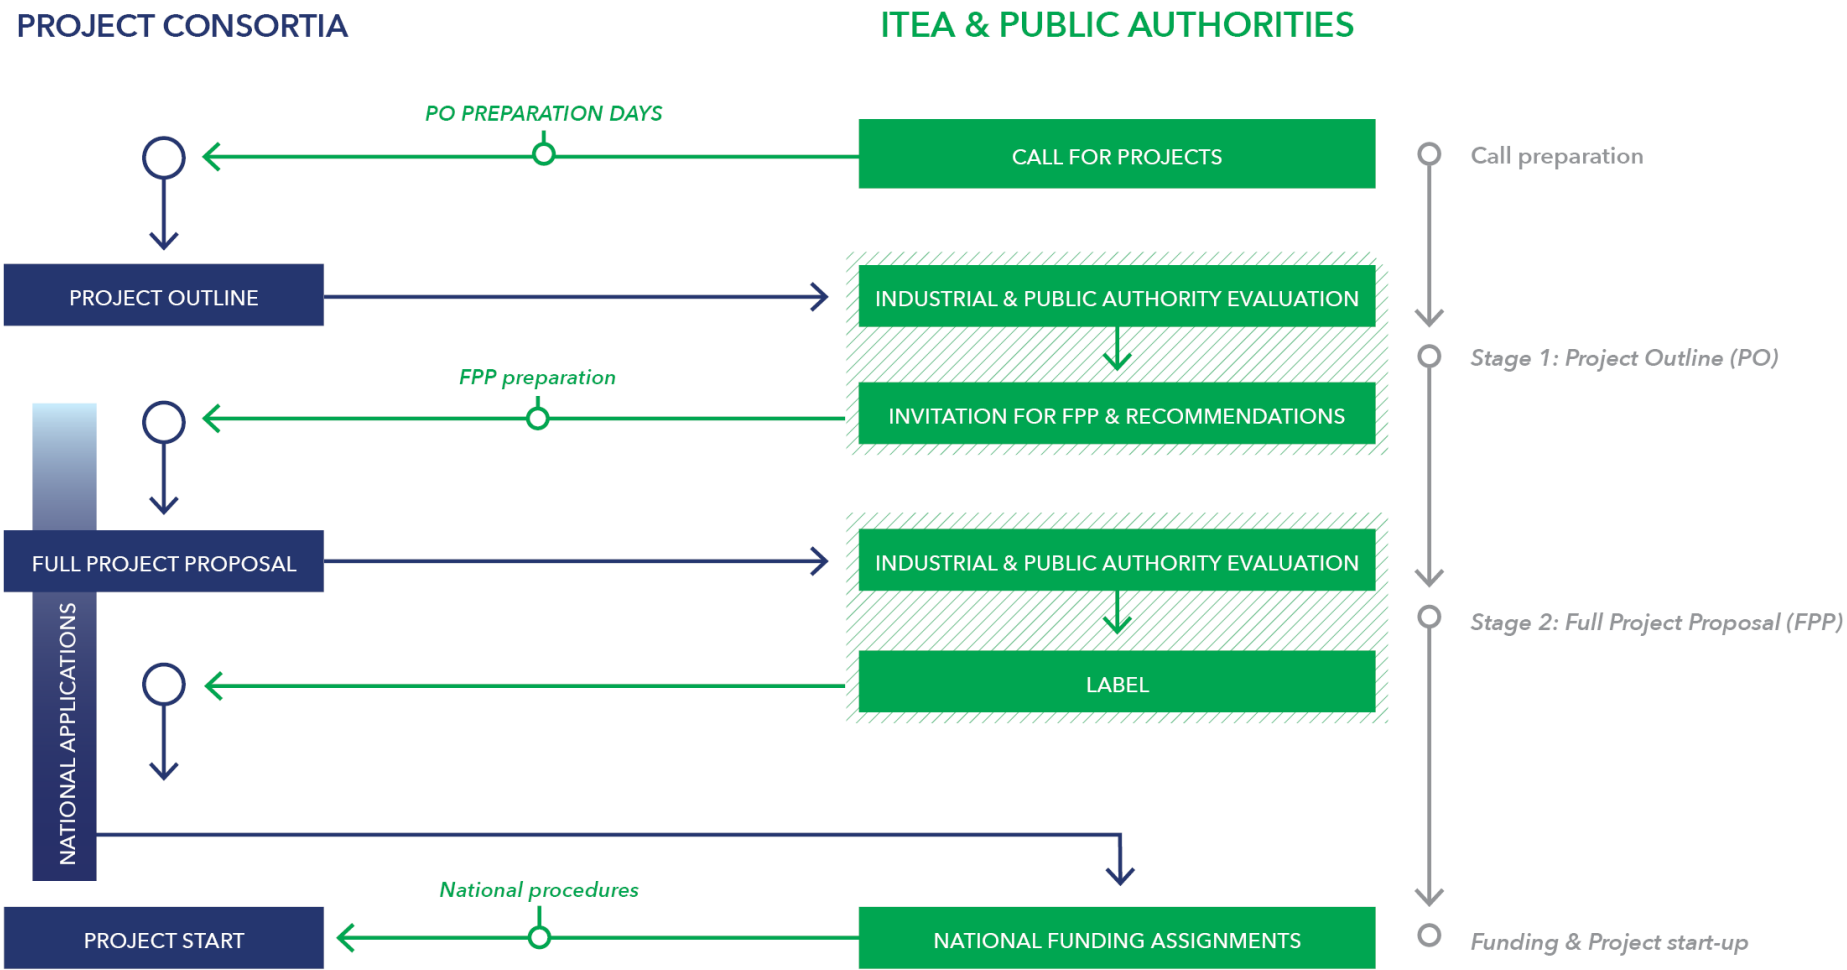 PROJECT CONSORTIA
ITEA & PUBLIC AUTHORITIES
PO PREPARATION DAYS
CALL FOR PROJECTS
Call preparation
PROJECT OUTLINE
INDUSTRIAL & PUBLIC AUTHORITY EVALUATION
Stage 1: Project Outline (PO)
FPP preparation
INVITATION FOR FPP & RECOMMENDATIONS
FULL PROJECT PROPOSAL
INDUSTRIAL & PUBLIC AUTHORITY EVALUATION
Stage 2: Full Project Proposal (FPP)
LABEL
NATIONAL APPLICATIONS
National procedures
PROJECT START
NATIONAL FUNDING ASSIGNMENTS
Funding & Project start-up